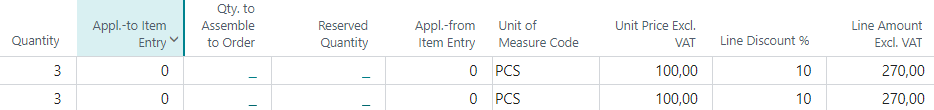 Quantity Appl.-to Item Entry Qty. to Assemble to Order Reserved Quantity Appl.-from Item Entry Unit of Measure Code Unit Price Excl. VAT Line Discount % Line Amount Excl. VAT
3 0 _ _ 0 PCS 100,00 10 270,00
3 0 _ _ 0 PCS 100,00 10 270,00